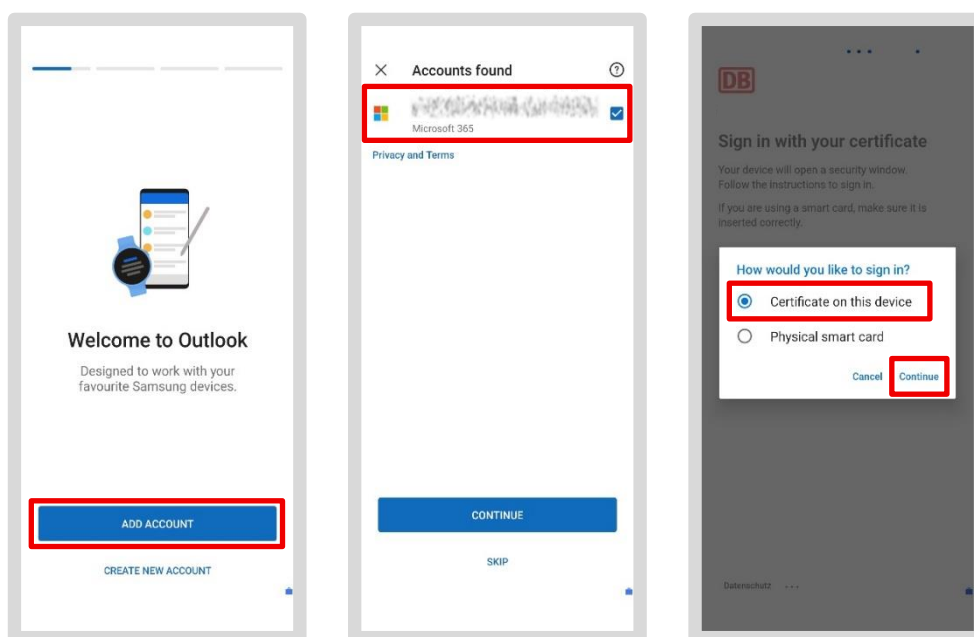 Welcome to Outlook
Designed to work with your
favourite Samsung devices.
ADD ACCOUNT
CREATE NEW ACCOUNT
Accounts found
Microsoft 365
Privacy and Terms
CONTINUE
SKIP
DB
Sign in with your certificate
Your device will open a security window.
Follow the instructions to sign in.
If you are using a smart card, make sure it is
inserted correctly.
How would you like to sign in?
Certificate on this device
Physical smart card
Cancel Continue
Datenschutz ...